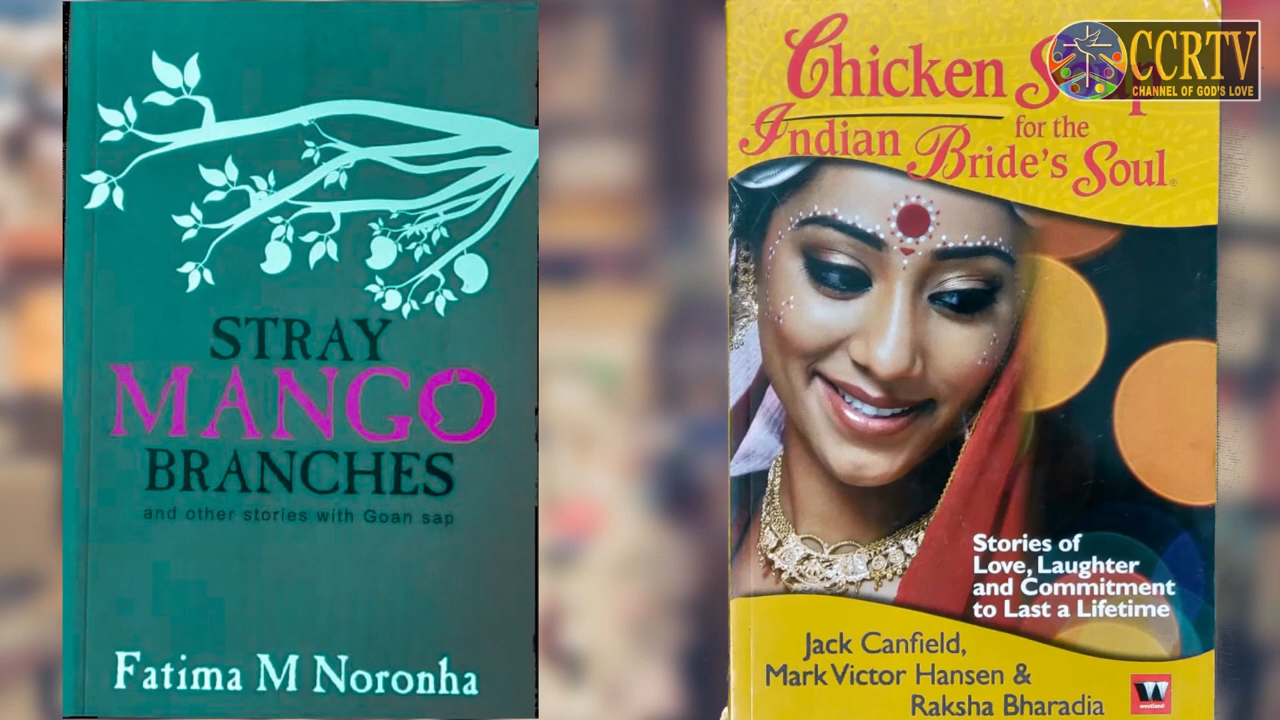 STRAY
MANGO
BRANCHES
and other stories with Goan sap
Fatima M Noronha
Chicken
for the
Indian Bride's Soul
Stories of
Love, Laughter
and Commitment
to Last a Lifetime
Jack Canfield,
Mark Victor Hansen &
Raksha Bharadia
westland
CCRTV
CHANNEL OF GOD'S LOVE